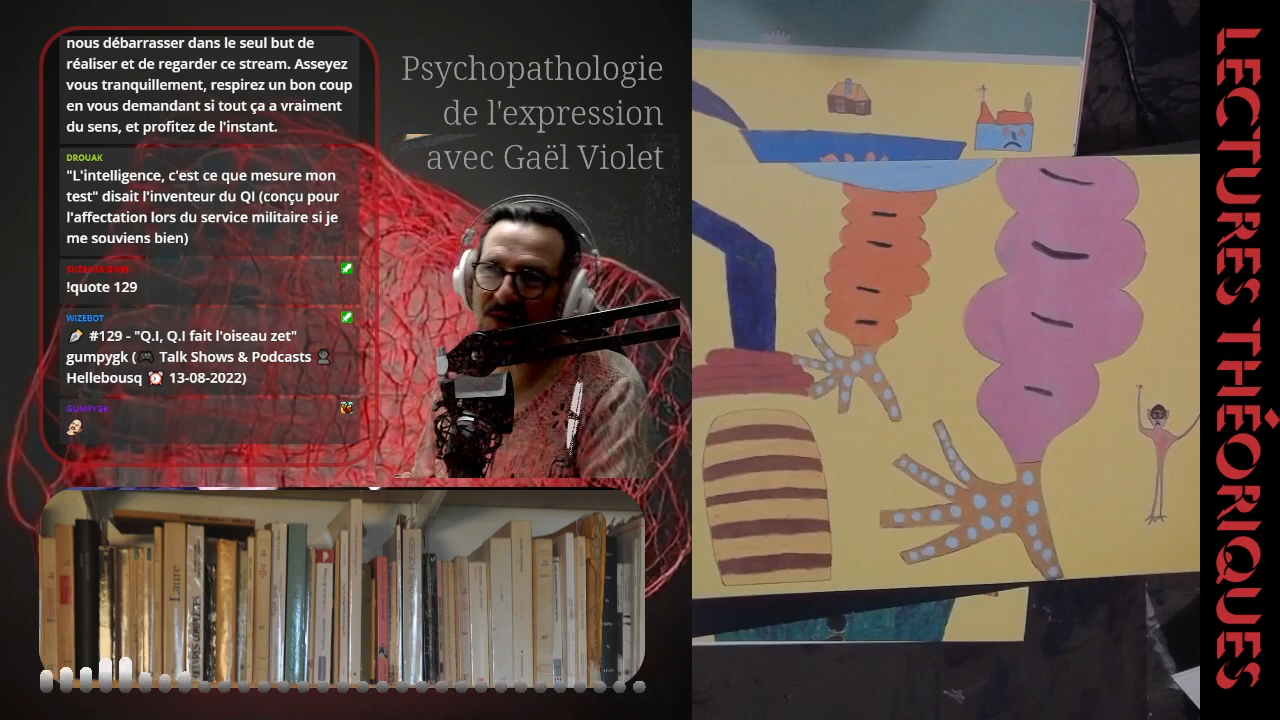 nous débarrasser dans le seul but de
réaliser et de regarder ce stream. Asseyez
vous tranquillement, respirez un bon coup
en vous demandant si tout ça a vraiment
du sens, et profitez de l'instant.
DROUAK
"L'intelligence, c'est ce que mesure mon
test" disait l'inventeur du QI (conçu pour
l'affectation lors du service militaire si je
me souviens bien)
!quote 129
WIZEBOT
#129 - "Q.I, Q.I fait l'oiseau zet"
gumpygk ( Talk Shows & Podcasts
Hellebousq 13-08-2022)
GUMPYGK
Psychopathologie
de l'expression
avec Gaël Violet
Laure
LECTURES THÉORIQUES